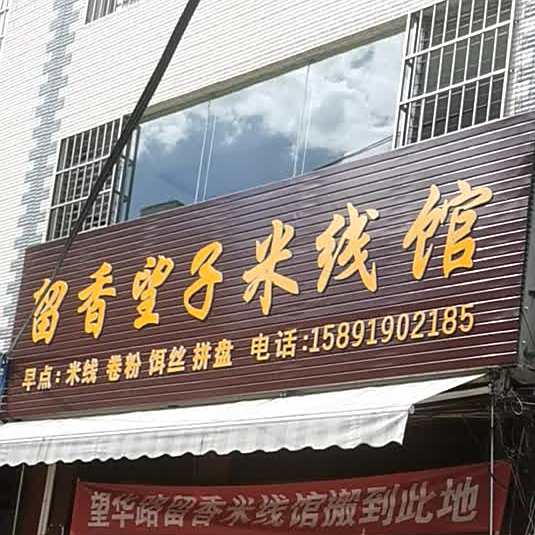 留香望子米线馆
早点：米线 卷粉 饵丝 拼盘 电话:15891902185
望华路留香米线馆搬到此地